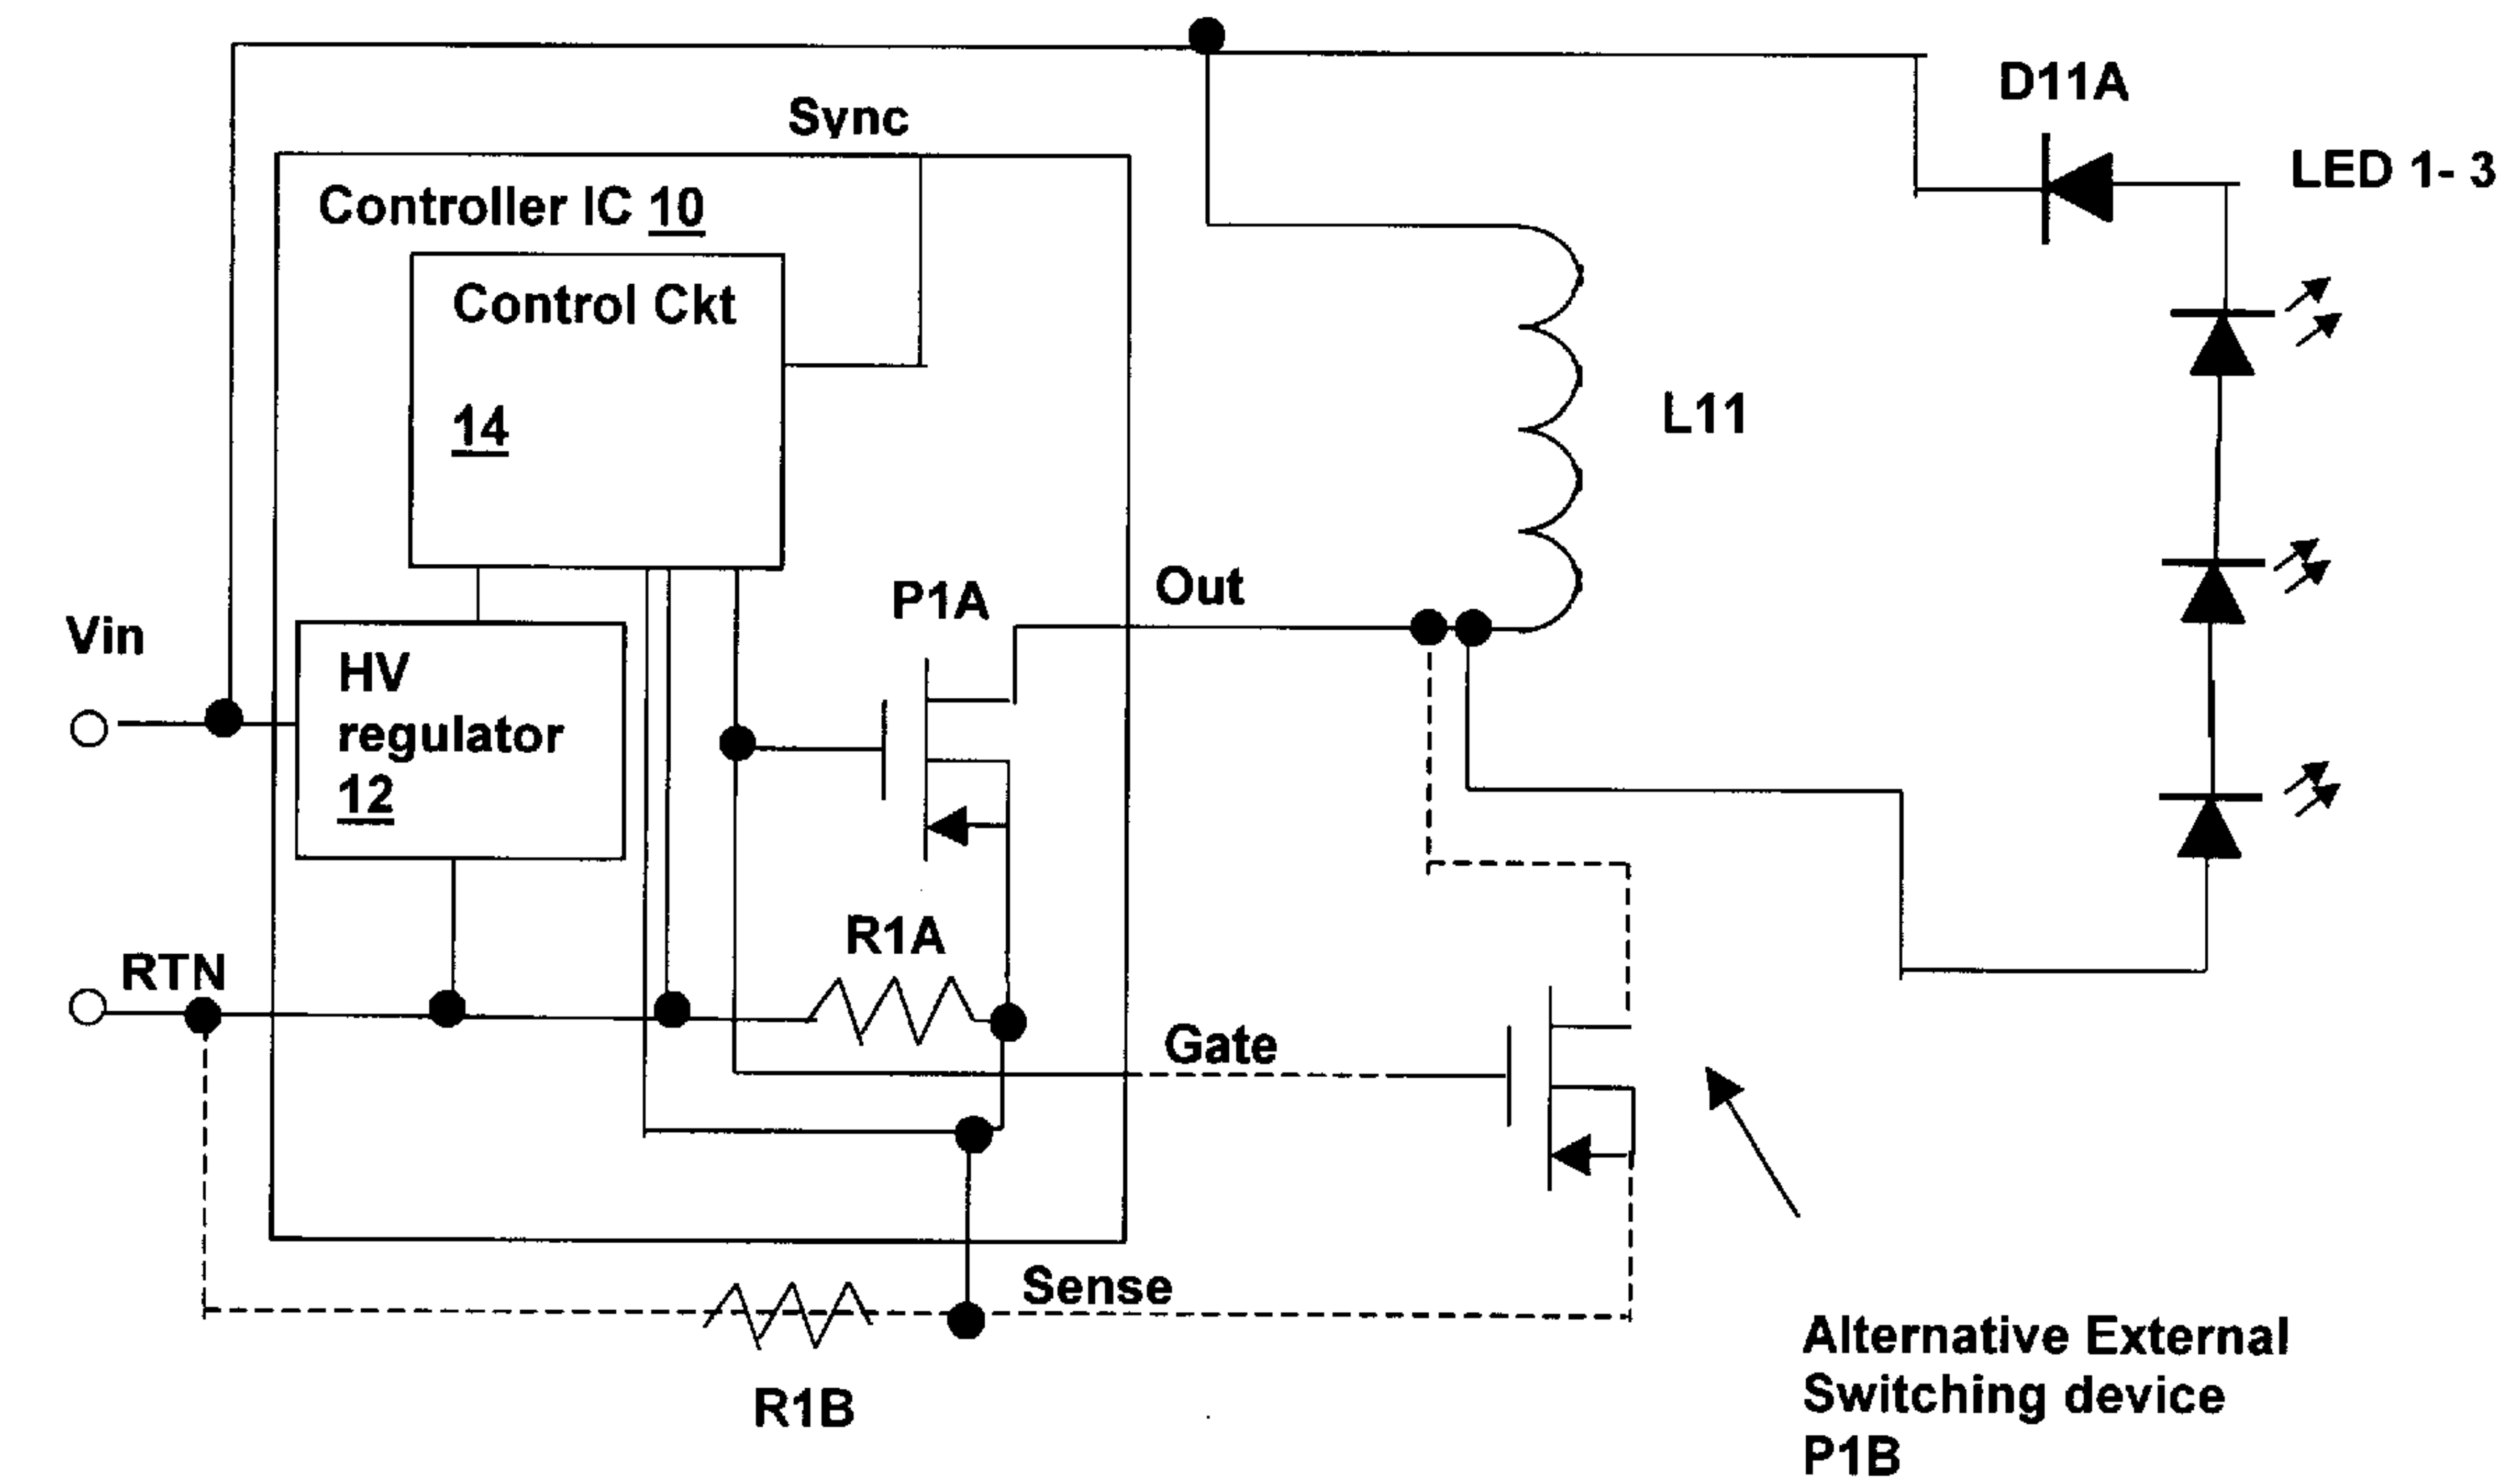 D11A
Sync
LED 1- 3
Controller IC 10
Control Ckt
14
L11
Out
P1A
Vin
HV
regulator
12
R1A
RTN
Gate
Sense
R1B
Alternative External
Switching device
P1B